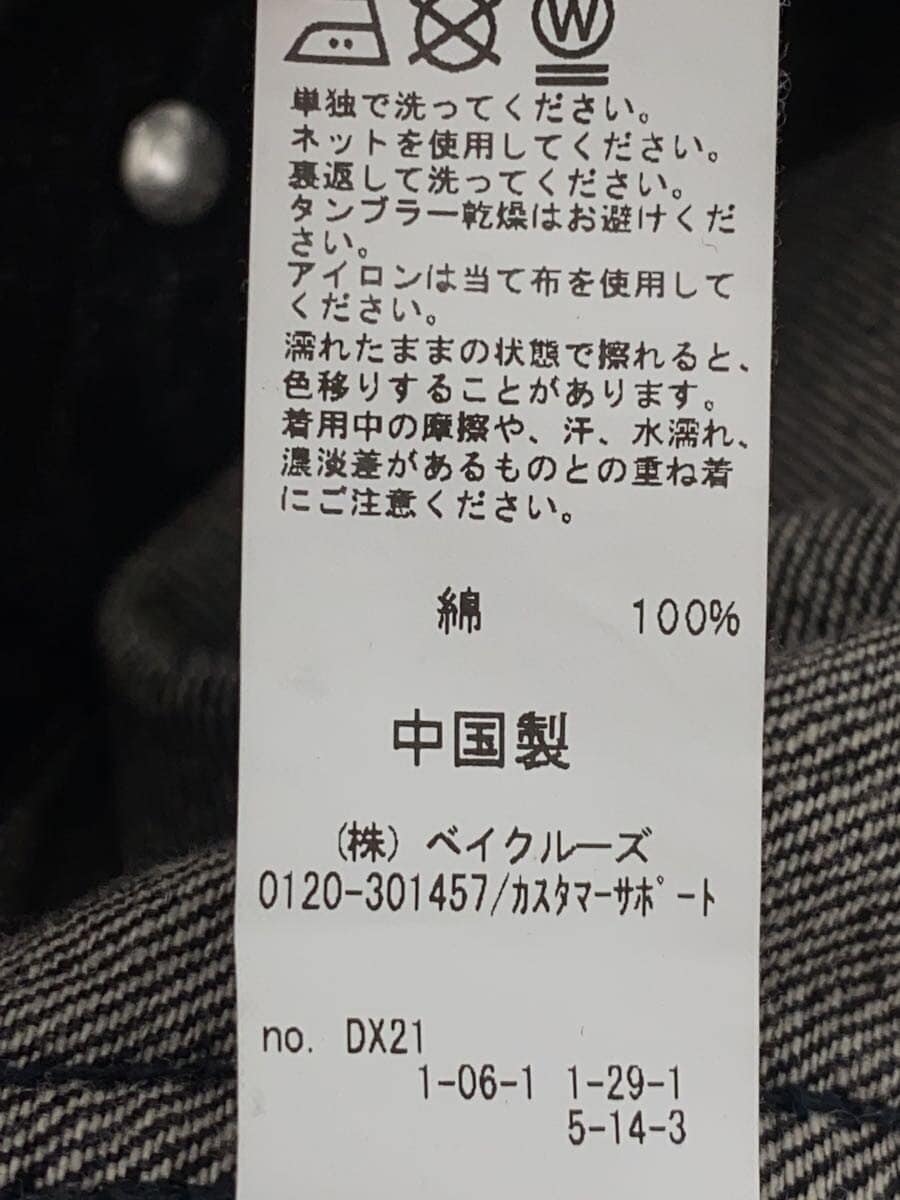 W
単独で洗ってください。
ネットを使用してください。
裏返して洗ってください。
タンブラー乾燥はお避けくだ
さい。
アイロンは当て布を使用して
ください。
濡れたままの状態で擦れると、
色移りすることがあります。
着用中の摩擦や、汗、水濡れ、
濃淡差があるものとの重ね着
にご注意ください。
綿 100%
中国製
(株) ベイクルーズ
0120-301457/カスタマーサポート
no. DX21
1-06-1 1-29-1
5-14-3